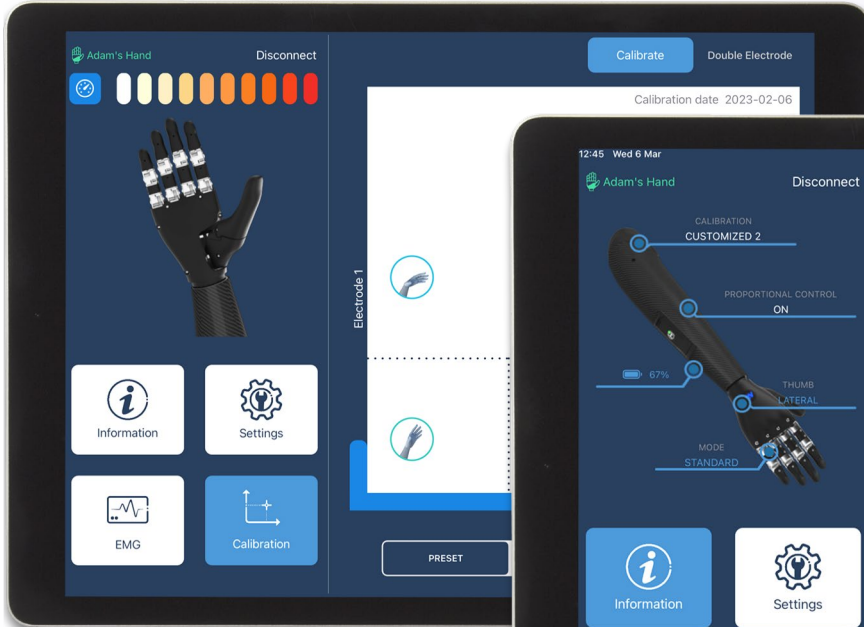 Adam's Hand
Disconnect
Calibrate
Double Electrode
Calibration date 2023-02-06
Electrode 1
Information
Settings
EMG
Calibration
PRESET
12:45 Wed 6 Mar
Adam's Hand
Disconnect
CALIBRATION
CUSTOMIZED 2
PROPORTIONAL CONTROL
ON
67%
THUMB
LATERAL
MODE
STANDARD
Information
Settings